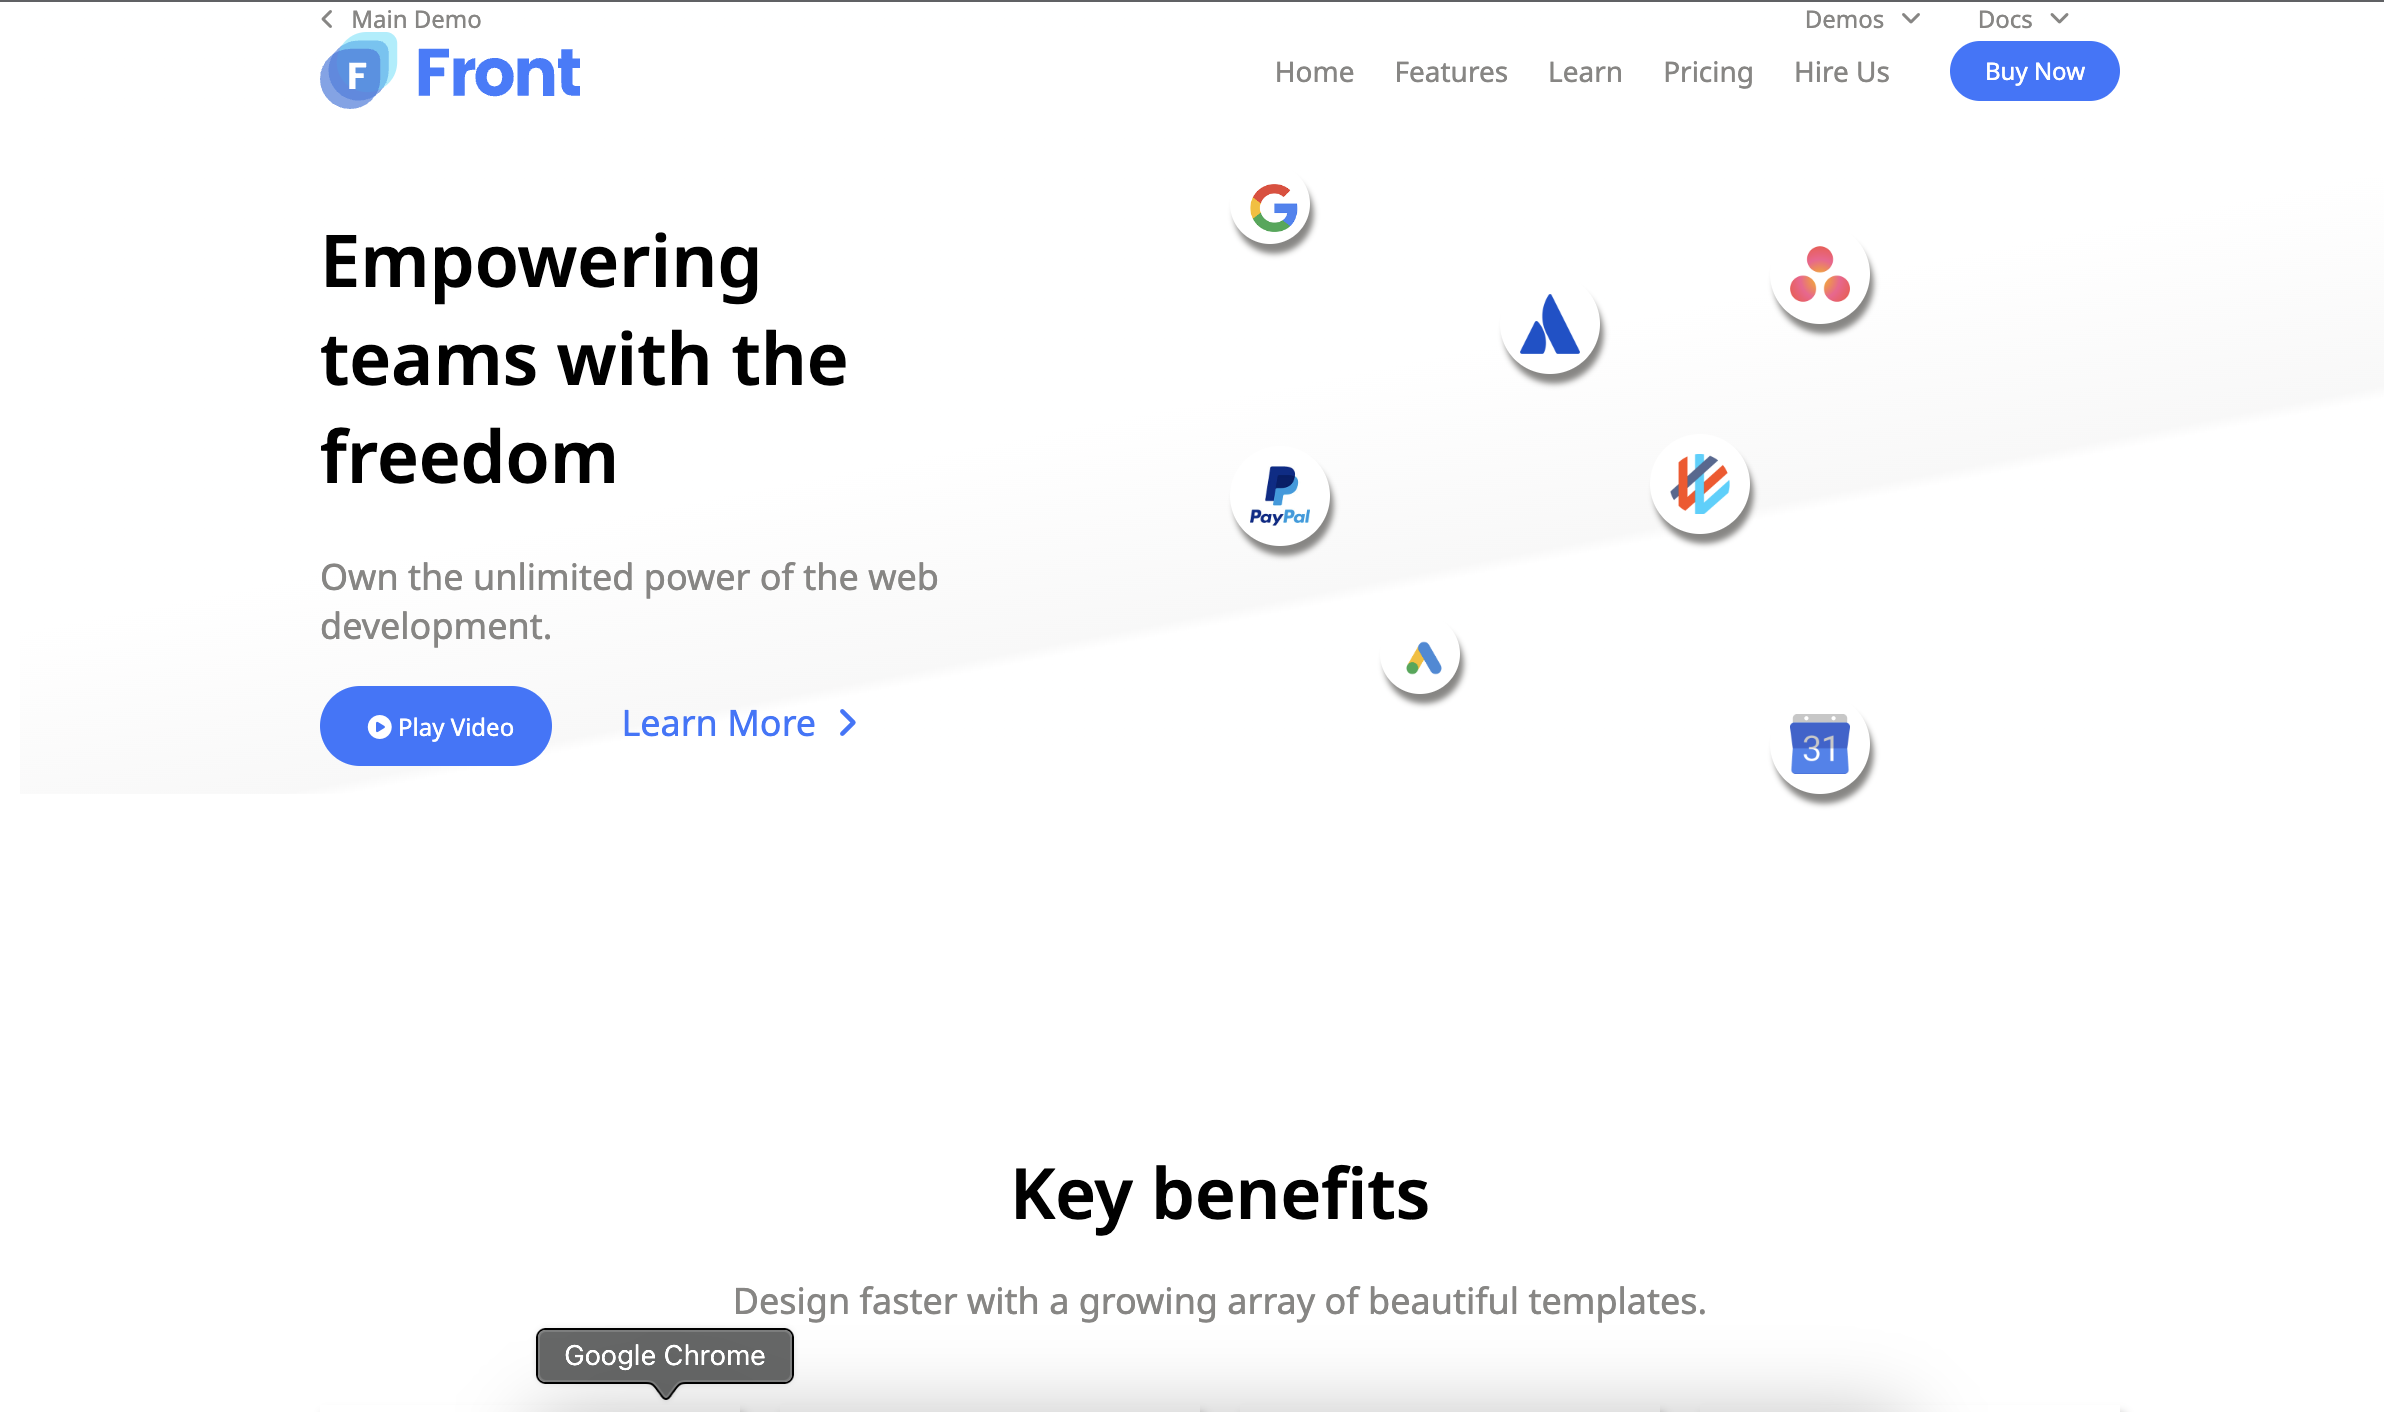 Main Demo
Demos
Docs
F
Front
Home
Features
Learn
Pricing
Hire Us
Buy Now
Empowering
teams with the
freedom
Own the unlimited power of the web
development.
Play Video
Learn More
G
PayPal
31
Key benefits
Design faster with a growing array of beautiful templates.
Google Chrome